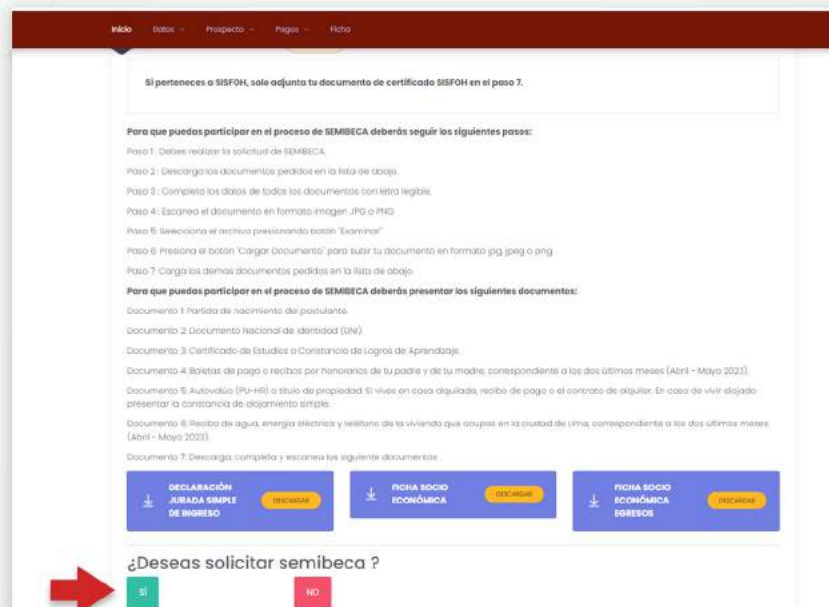 Inicio Datos Prospecto Pagos Ficha
Si perteneces a SISFOH, solo adjunta tu documento de certificado SISFOH en el paso 7.
Para que puedas participar en el proceso de SEMIBECA deberás seguir los siguientes pasos:
Paso 1 : Debes realizar la solicitud de SEMIBECA.
Paso 2 : Descarga los documentos pedidos en la lista de abajo.
Paso 3 : Completa los datos de todos los documentos con letra legible.
Paso 4 : Escanea el documento en formato imagen JPG o PNG
Paso 5: Selecciona el archivo presionando botón "Examinar"
Paso 6: Presiona el botón "Cargar Documento" para subir tu documento en formato jpg, jpeg o png
Paso 7: Carga los demas documentos pedidos en la lista de abajo.
Para que puedas participar en el proceso de SEMIBECA deberás presentar los siguientes documentos:
Documento 1: Partida de nacimiento del postulante.
Documento 2: Documento Nacional de Identidad (DNI).
Documento 3: Certificado de Estudios o Constancia de Logros de Aprendizaje.
Documento 4: Boletas de pago o recibos por honorarios de tu padre y de tu madre, correspondiente a los dos últimos meses (Abril - Mayo 2023).
Documento 5: Autovalúo (PU-HR) o título de propiedad. Si vives en casa alquilada, recibo de pago o el contrato de alquiler. En caso de vivir alojado
presentar la constancia de alojamiento simple.
Documento 6: Recibo de agua, energía eléctrica y teléfono de la vivienda que ocupas en la ciudad de Lima, correspondiente a los dos últimos meses
(Abril - Mayo 2023).
Documento 7: Descarga, completa y escanea los siguiente documentos :
DECLARACIÓN
JURADA SIMPLE
DE INGRESO
DESCARGAR
FICHA SOCIO
ECONÓMICA
DESCARGAR
FICHA SOCIO
ECONÓMICA
EGRESOS
DESCARGAR
¿Deseas solicitar semibeca ?
SÍ NO